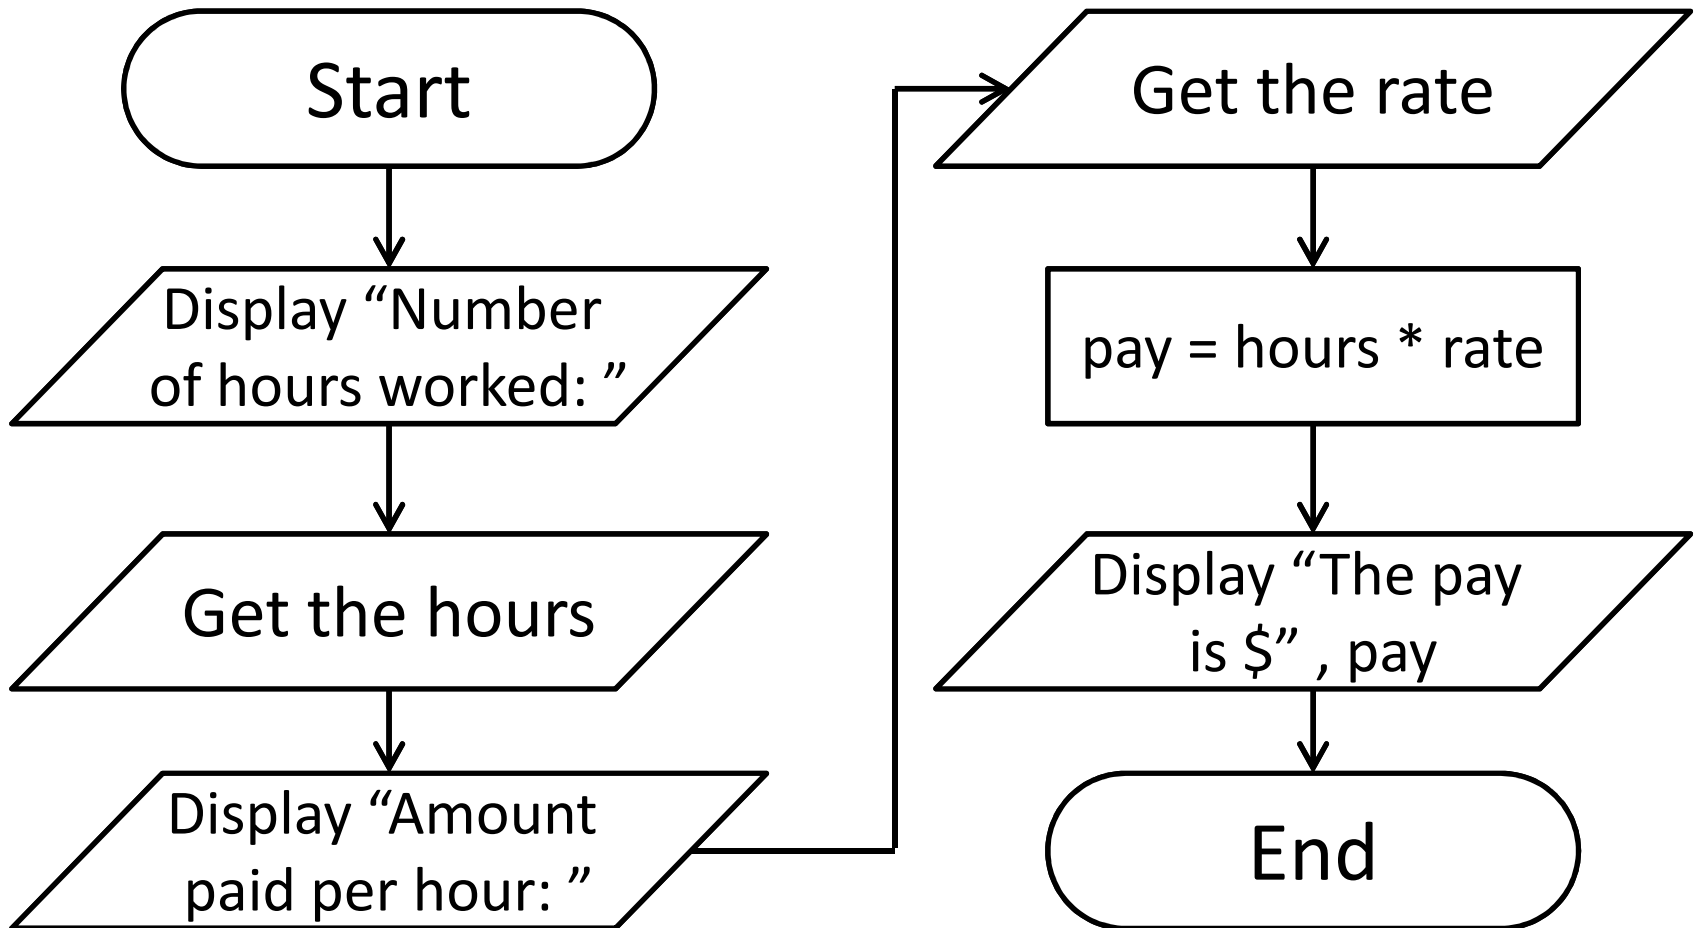 Start
Display “Number
of hours worked: ”
Get the hours
Display “Amount
paid per hour: ”
Get the rate
pay = hours * rate
Display “The pay
is $” , pay
End